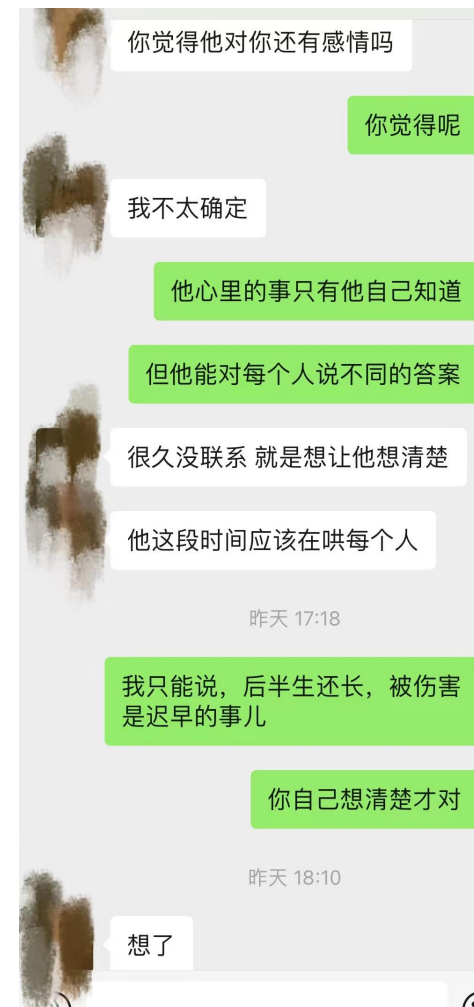 你觉得他对你还有感情吗
你觉得呢
我不太确定
他心里的事只有他自己知道
但他能对每个人说不同的答案
很久没联系 就是想让他想清楚
他这段时间应该在哄每个人
昨天 17:18
我只能说，后半生还长，被伤害
是迟早的事儿
你自己想清楚才对
昨天 18:10
想了